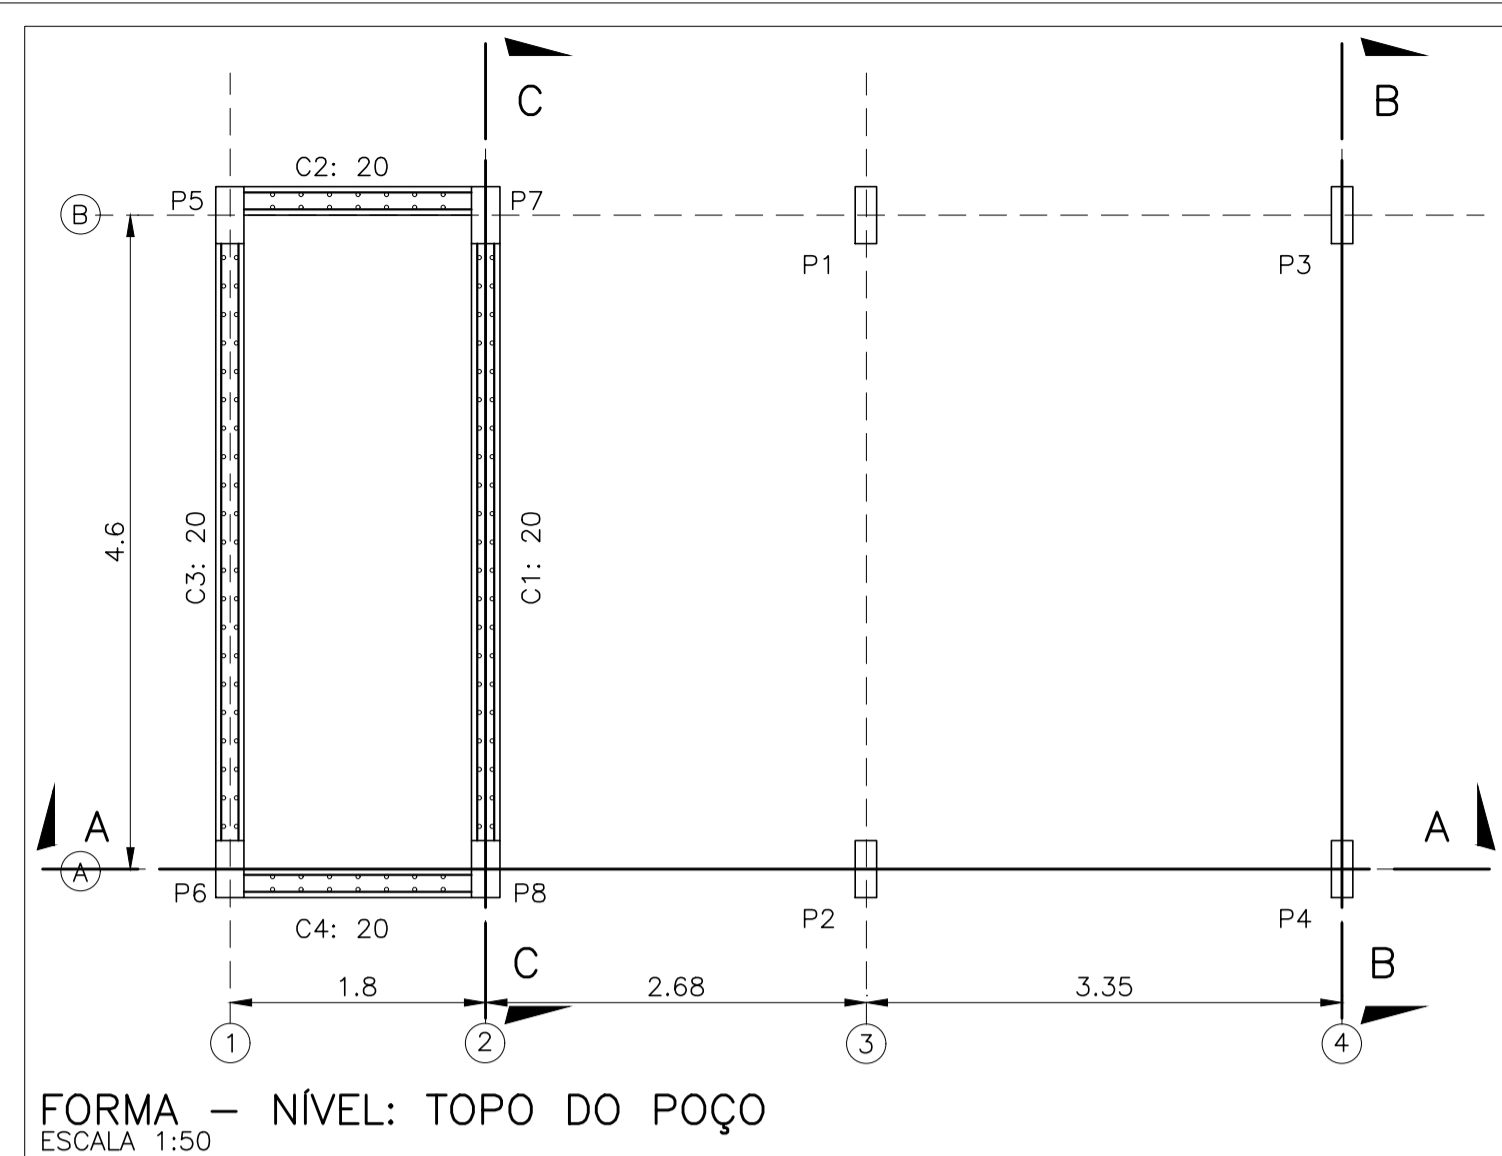 C
B
C2: 20
P5
P7
B
P1
P3
4.6
C3: 20
C1: 20
A
A
A
P6
P8
P2
P4
C4: 20
C
B
1.8
2.68
3.35
1
2
3
4
FORMA – NÍVEL: TOPO DO POÇO
ESCALA 1:50